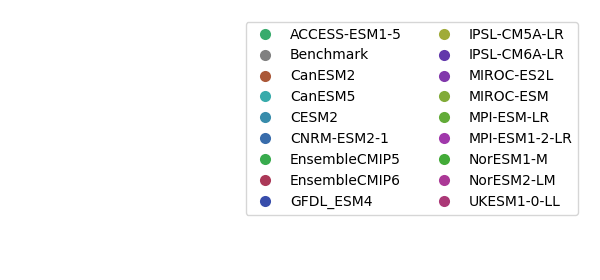 ACCESS-ESM1-5
Benchmark
CanESM2
CanESM5
CESM2
CNRM-ESM2-1
EnsembleCMIP5
EnsembleCMIP6
GFDL_ESM4
IPSL-CM5A-LR
IPSL-CM6A-LR
MIROC-ES2L
MIROC-ESM
MPI-ESM-LR
MPI-ESM1-2-LR
NorESM1-M
NorESM2-LM
UKESM1-0-LL